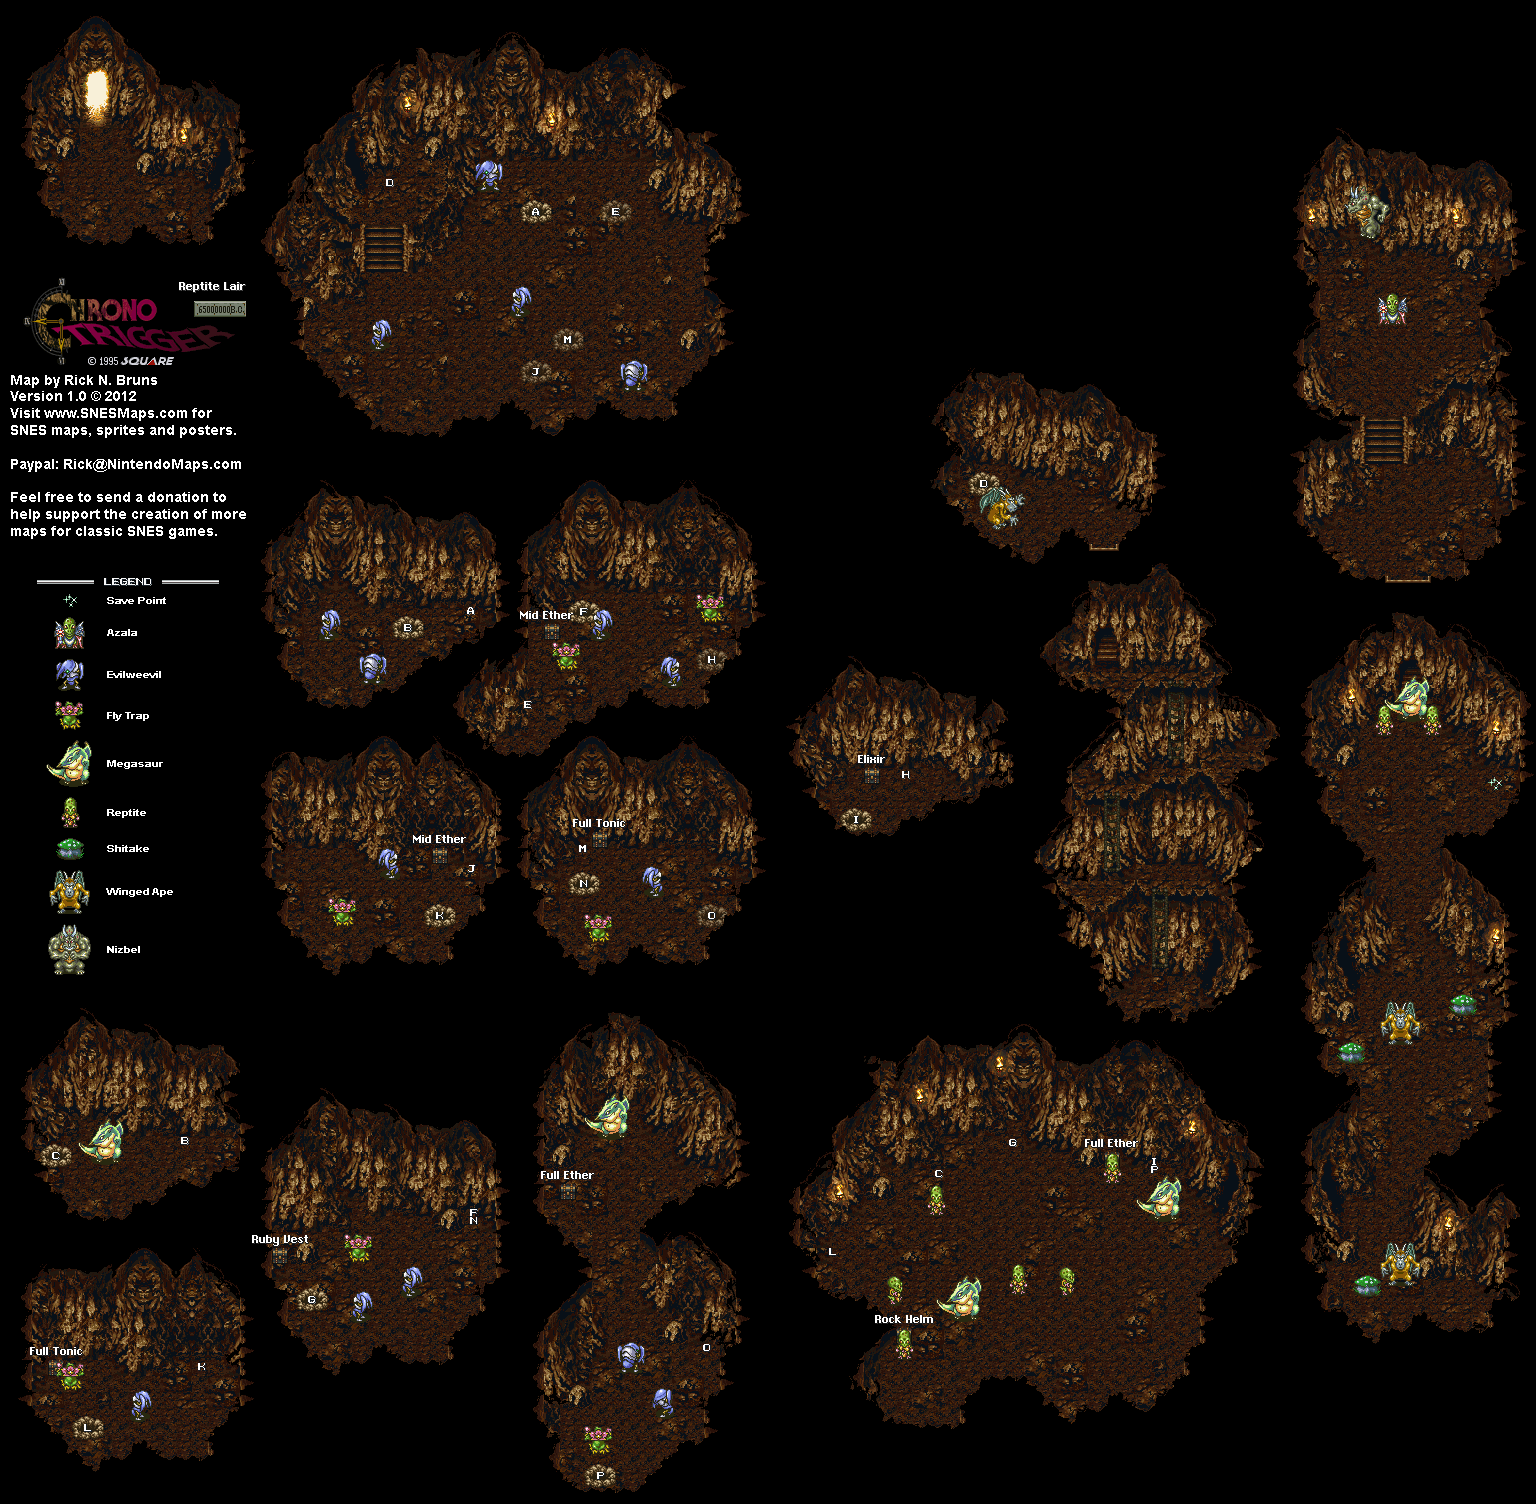 Reptite Lair
65000000B.C.
CHRONO
TRIGGER
© 1995 SQUARE
Map by Rick N. Bruns
Version 1.0 © 2012
Visit www.SNESMaps.com for
SNES maps, sprites and posters.
Paypal: Rick@NintendoMaps.com
Feel free to send a donation to
help support the creation of more
maps for classic SNES games.
LEGEND
Save Point
Azala
Evilweevil
Fly Trap
Megasaur
Reptite
Shitake
Winged Ape
Nizbel
D
A
E
M
J
B
A
Mid Ether
F
H
E
Mid Ether
J
K
Full Tonic
M
N
O
D
Elixir
H
I
C
B
Full Tonic
K
L
F
N
Ruby Vest
G
Full Ether
O
P
G
Full Ether
I
P
C
L
Rock Helm